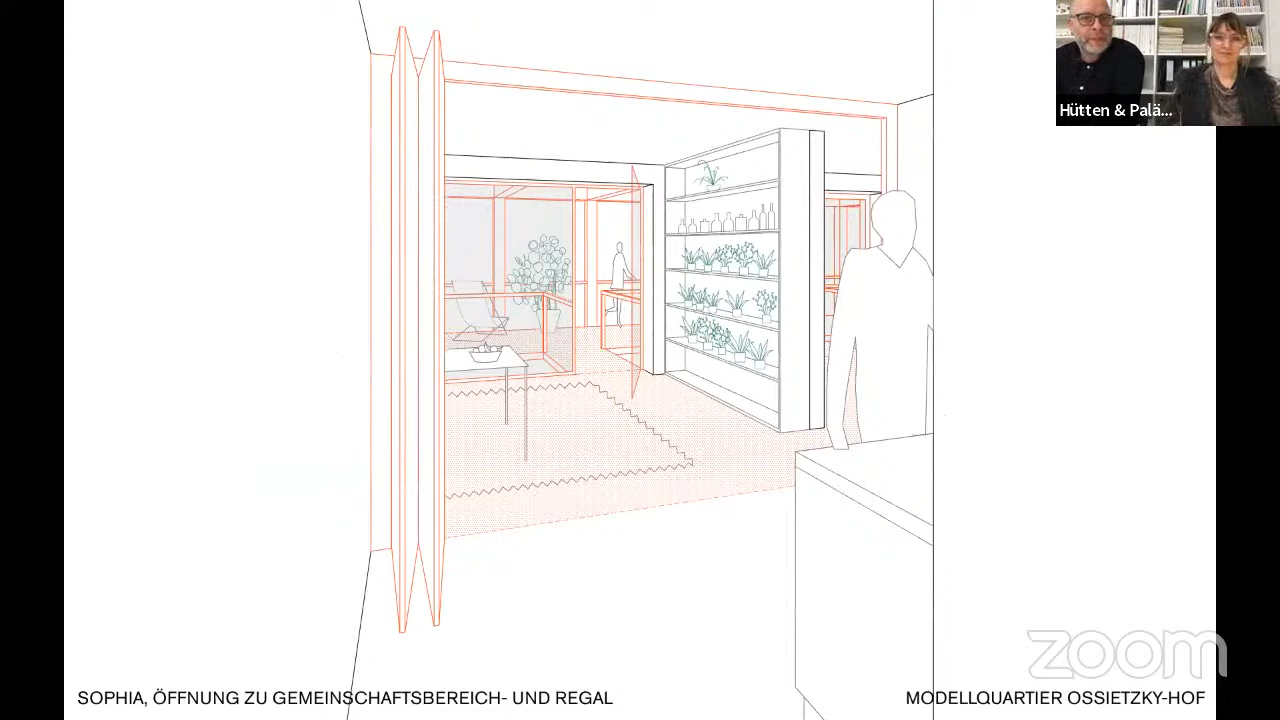 Hütten & Palä...
zoom
SOPHIA, ÖFFNUNG ZU GEMEINSCHAFTSBEREICH- UND REGAL
MODELLQUARTIER OSSIETZKY-HOF